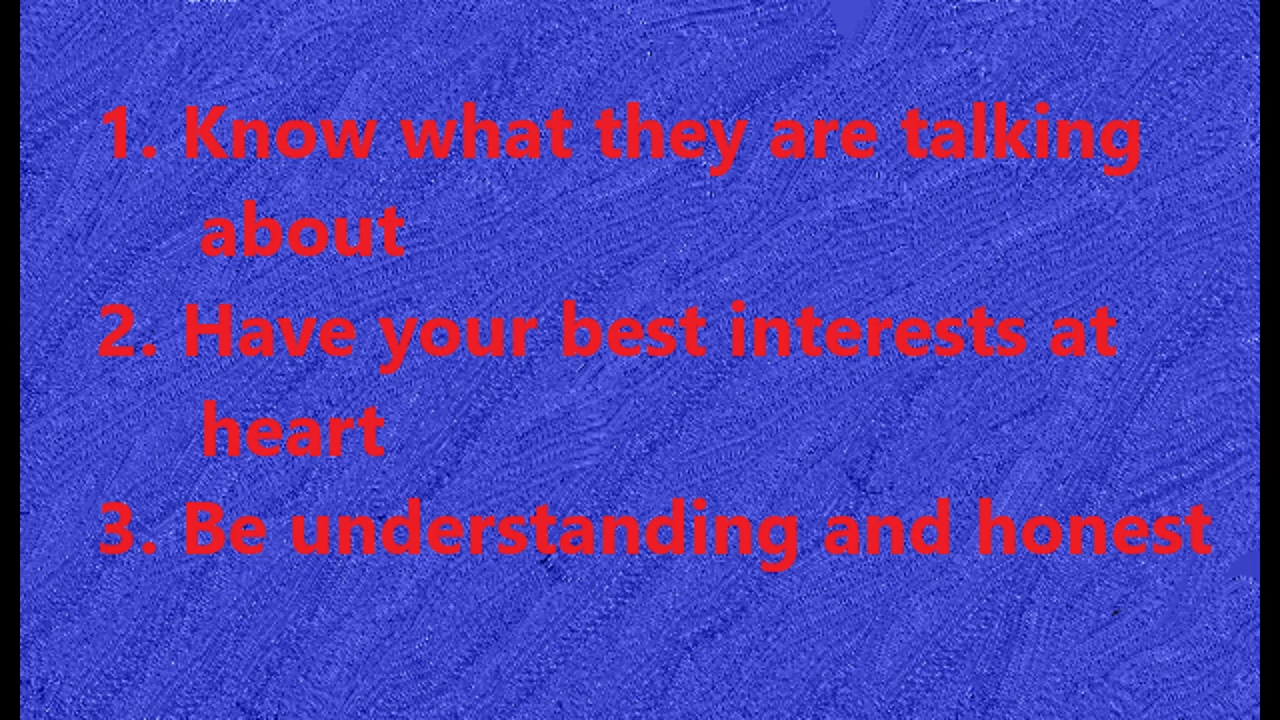 1. Know what they are talking
about
2. Have your best interests at
heart
3. Be understanding and honest